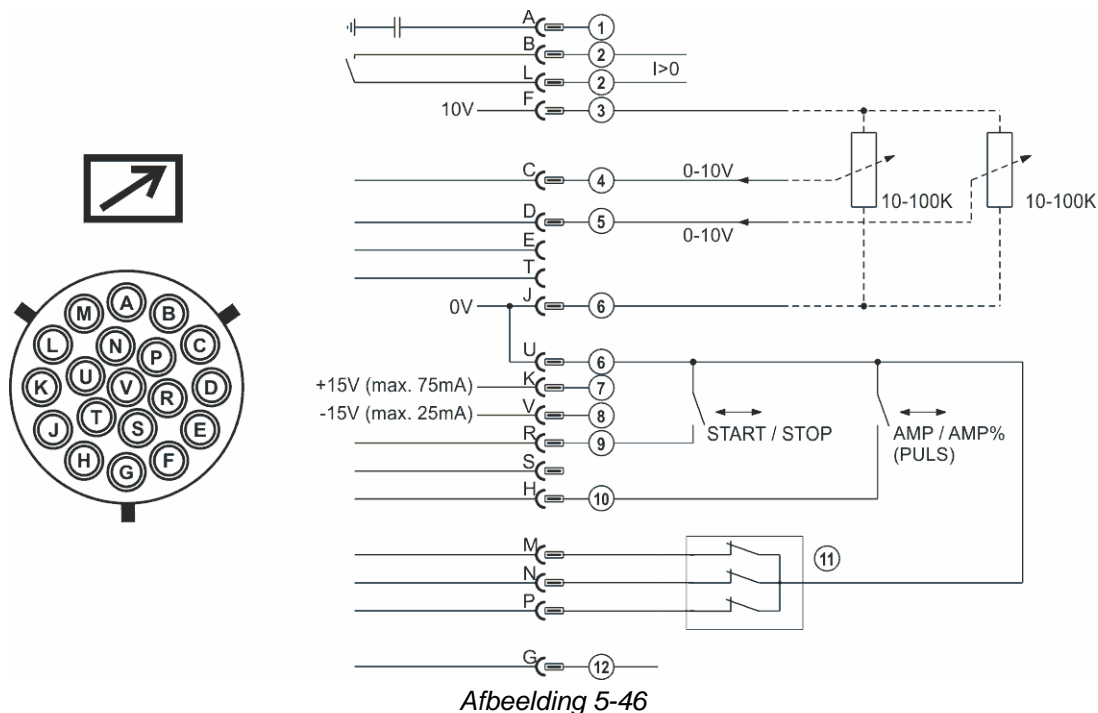 A
1
B
2
L
2
I>0
10V
F
3
C
4
0-10V
10-100K
10-100K
D
5
0-10V
E
T
0V
J
6
U
6
+15V (max. 75mA)
K
7
-15V (max. 25mA)
V
8
R
9
START / STOP
AMP / AMP%
(PULS)
S
H
10
M
11
N
P
G
12
A
M
B
L
N
P
C
K
U
V
R
D
J
T
S
E
H
G
F
Afbeelding 5-46